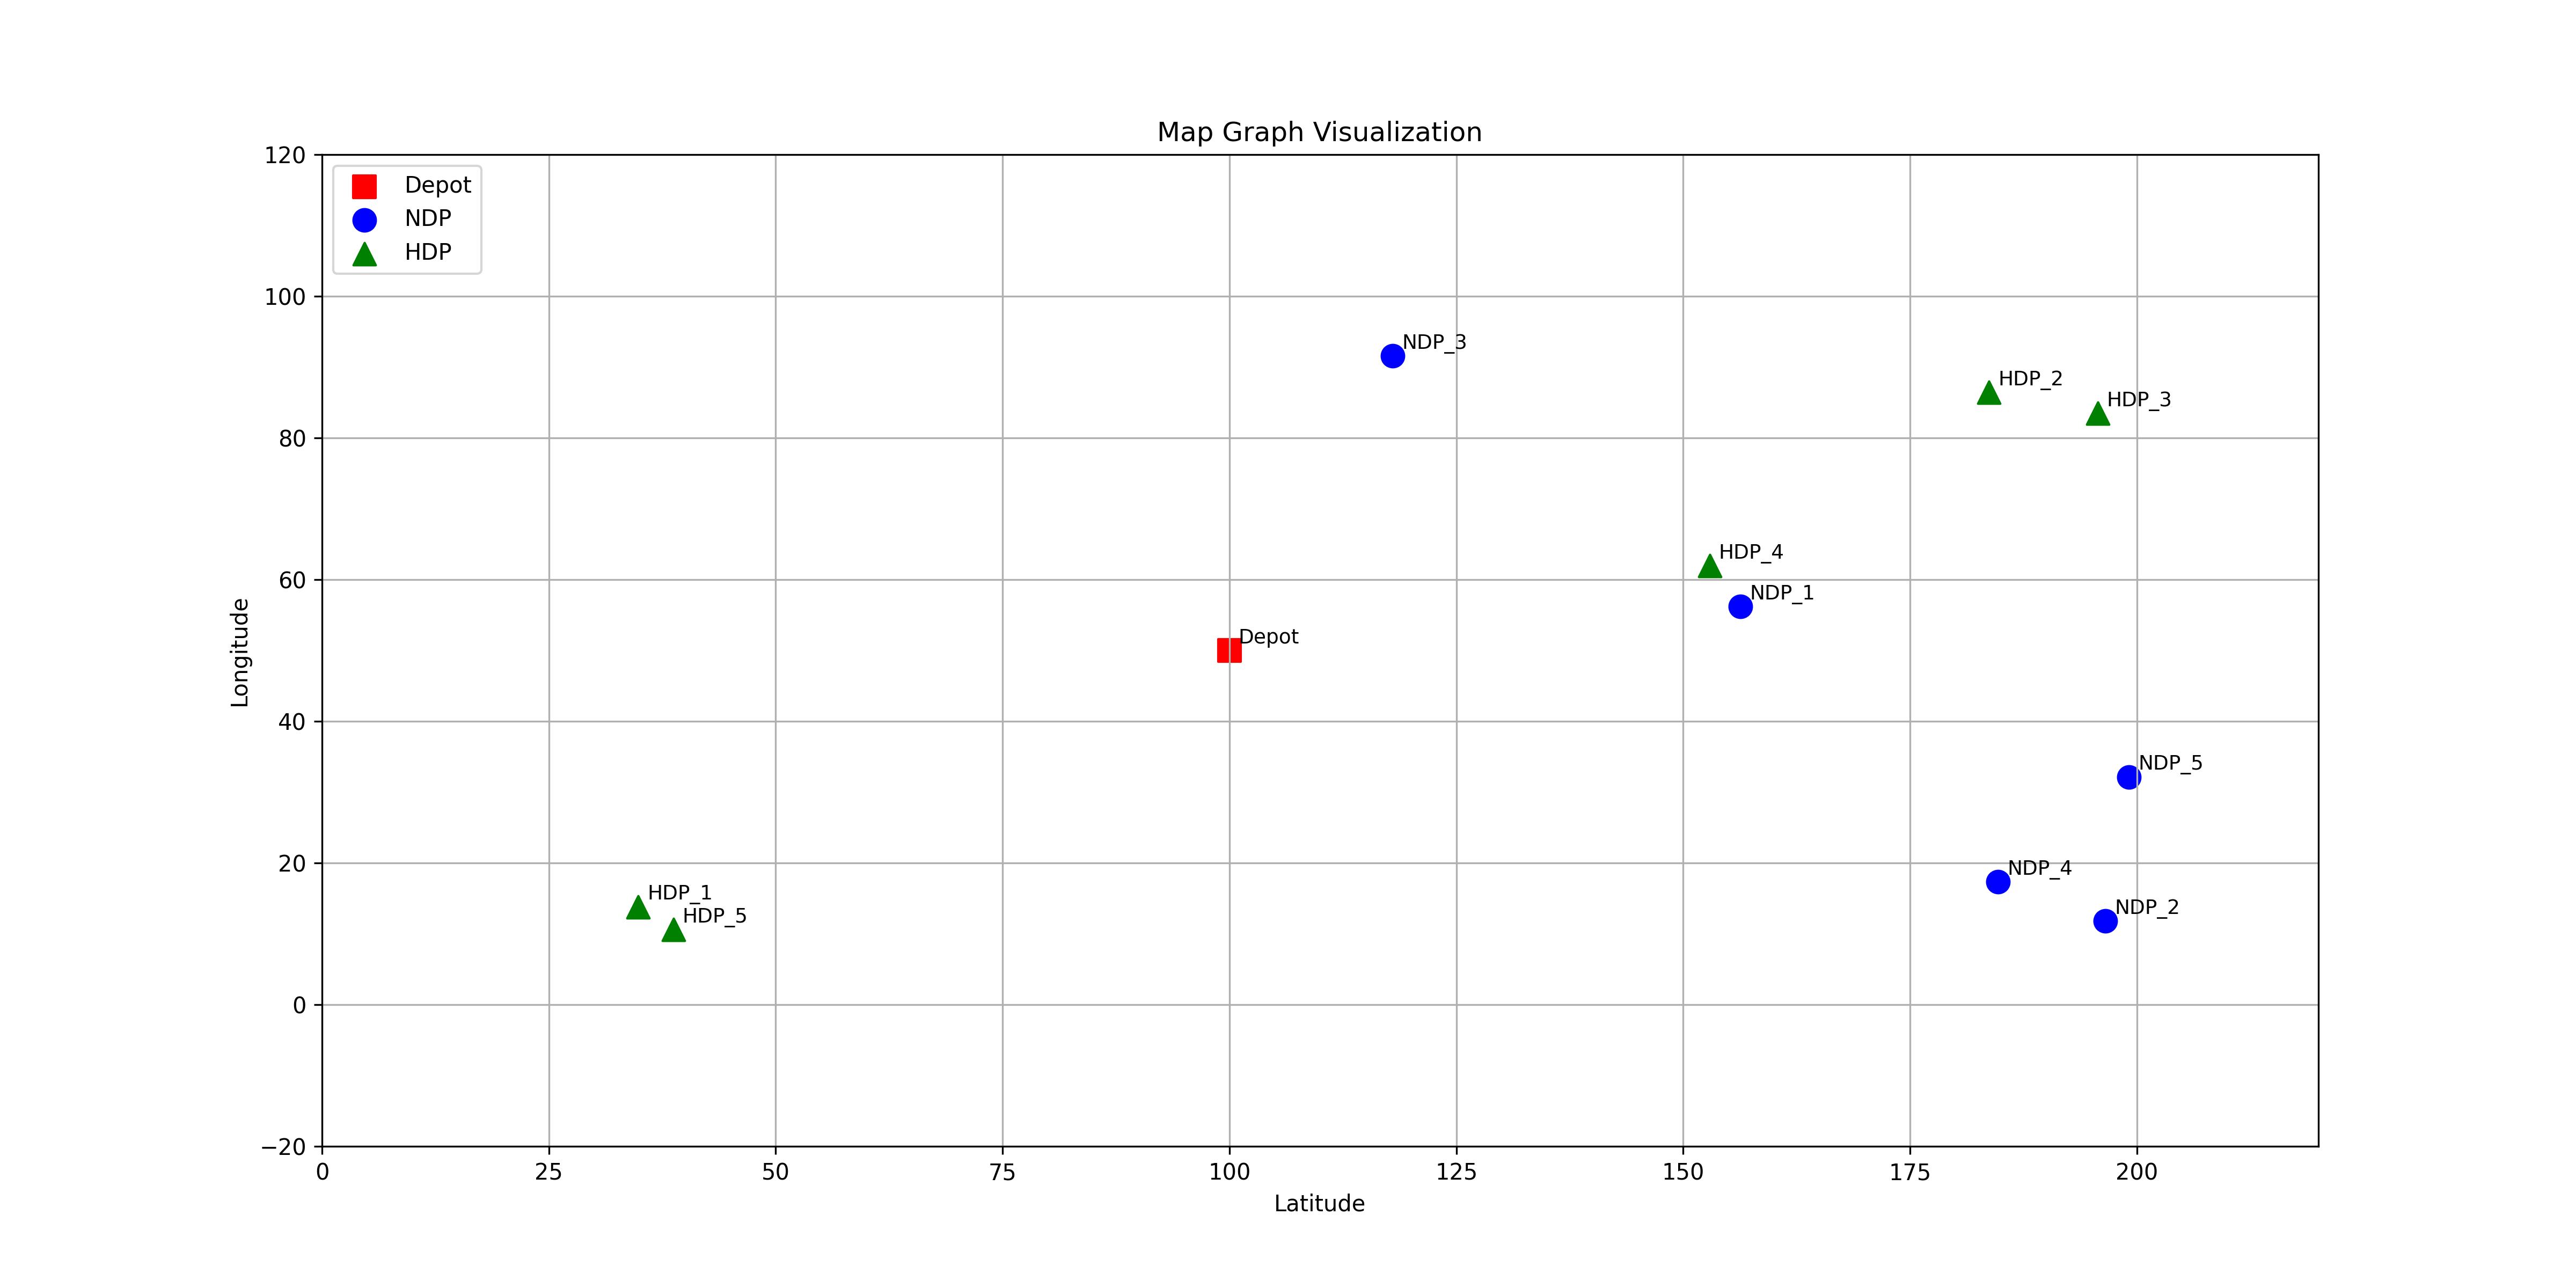 Map Graph Visualization
Depot
NDP
HDP
120
100
80
60
40
20
0
−20
Longitude
NDP_3
HDP_2
HDP_3
HDP_4
NDP_1
Depot
NDP_5
NDP_4
NDP_2
HDP_1
HDP_5
0 25 50 75 100 125 150 175 200
Latitude